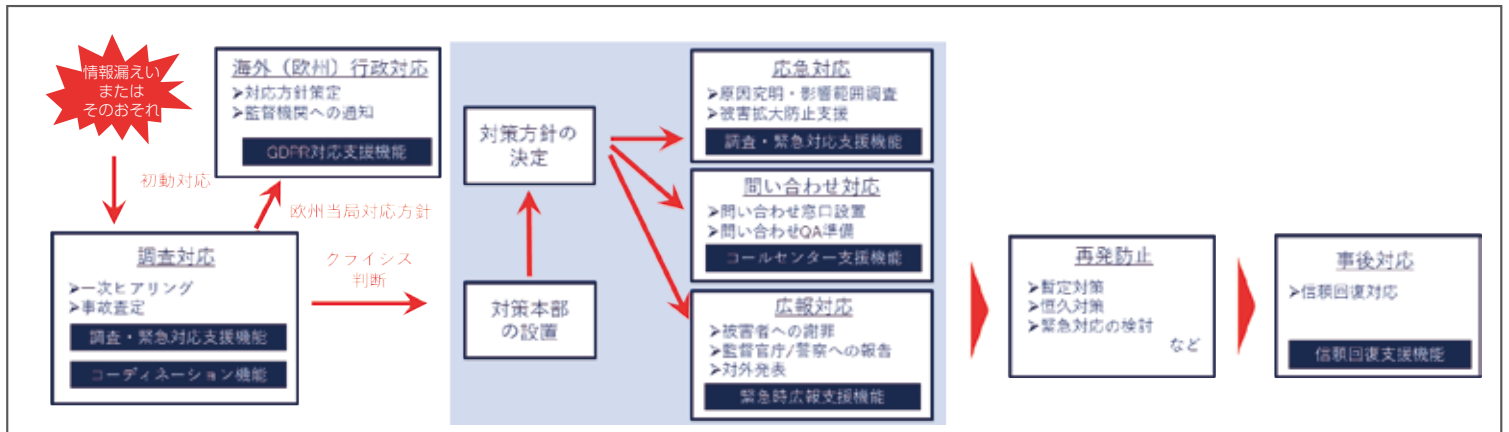 情報漏えい
または
そのおそれ
初動対応
海外（欧州）行政対応
➤対応方針策定
➤監督機関への通知
GDPR対応支援機能
欧州当局対応方針
調査対応
➤一次ヒアリング
➤事故査定
調査・緊急対応支援機能
コーディネーション機能
クライシス
判断
対策方針の
決定
対策本部
の設置
応急対応
➤原因究明・影響範囲調査
➤被害拡大防止支援
調査・緊急対応支援機能
問い合わせ対応
➤問い合わせ窓口設置
➤問い合わせQA準備
コールセンター支援機能
広報対応
➤被害者への謝罪
➤監督官庁/警察への報告
➤対外発表
緊急時広報支援機能
再発防止
➤暫定対策
➤恒久対策
➤緊急対応の検討
など
事後対応
➤信頼回復対応
信頼回復支援機能